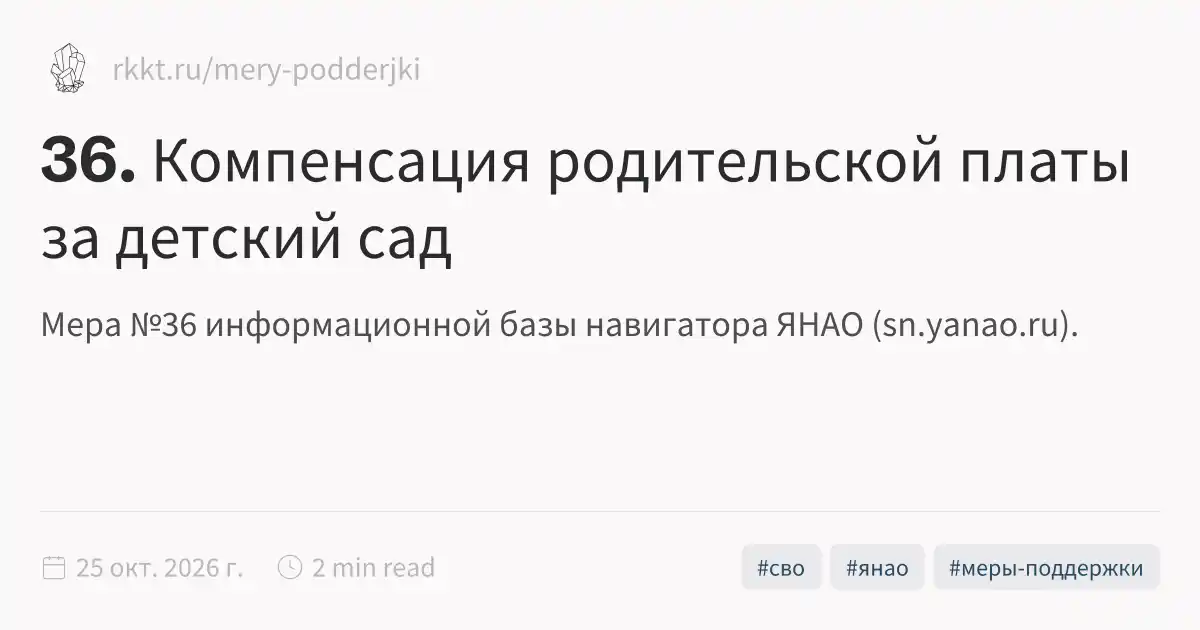 rkkt.ru/mery-podderjki
36. Компенсация родительской платы
за детский сад
Мера №36 информационной базы навигатора ЯНАО (sn.yanao.ru).
25 окт. 2026 г.
2 min read
#сво
#янао
#меры-поддержки